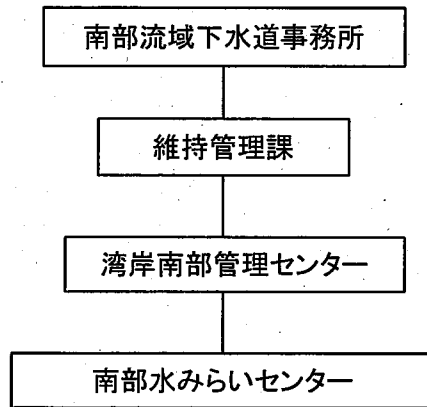 南部流域下水道事務所
維持管理課
湾岸南部管理センター
南部水みらいセンター